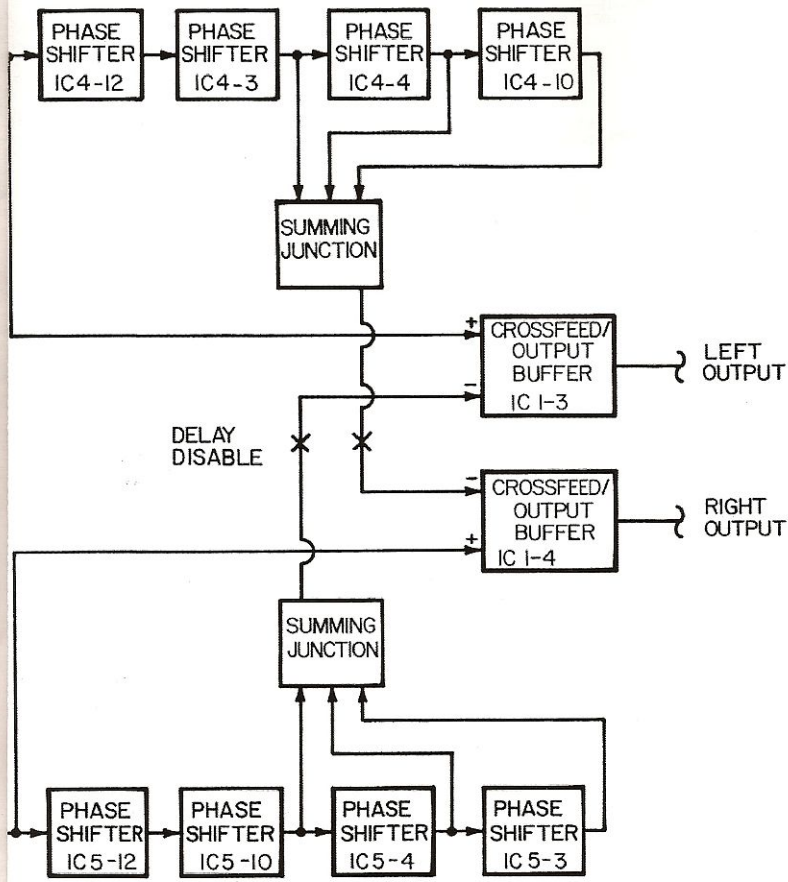 PHASE
SHIFTER
IC4-12
PHASE
SHIFTER
IC4-3
PHASE
SHIFTER
IC4-4
PHASE
SHIFTER
IC4-10
SUMMING
JUNCTION
+
CROSSFEED/
OUTPUT
BUFFER
IC 1-3
-
LEFT
OUTPUT
DELAY
DISABLE
-
CROSSFEED/
OUTPUT
BUFFER
IC 1-4
+
RIGHT
OUTPUT
SUMMING
JUNCTION
PHASE
SHIFTER
IC5-12
PHASE
SHIFTER
IC5-10
PHASE
SHIFTER
IC5-4
PHASE
SHIFTER
IC5-3